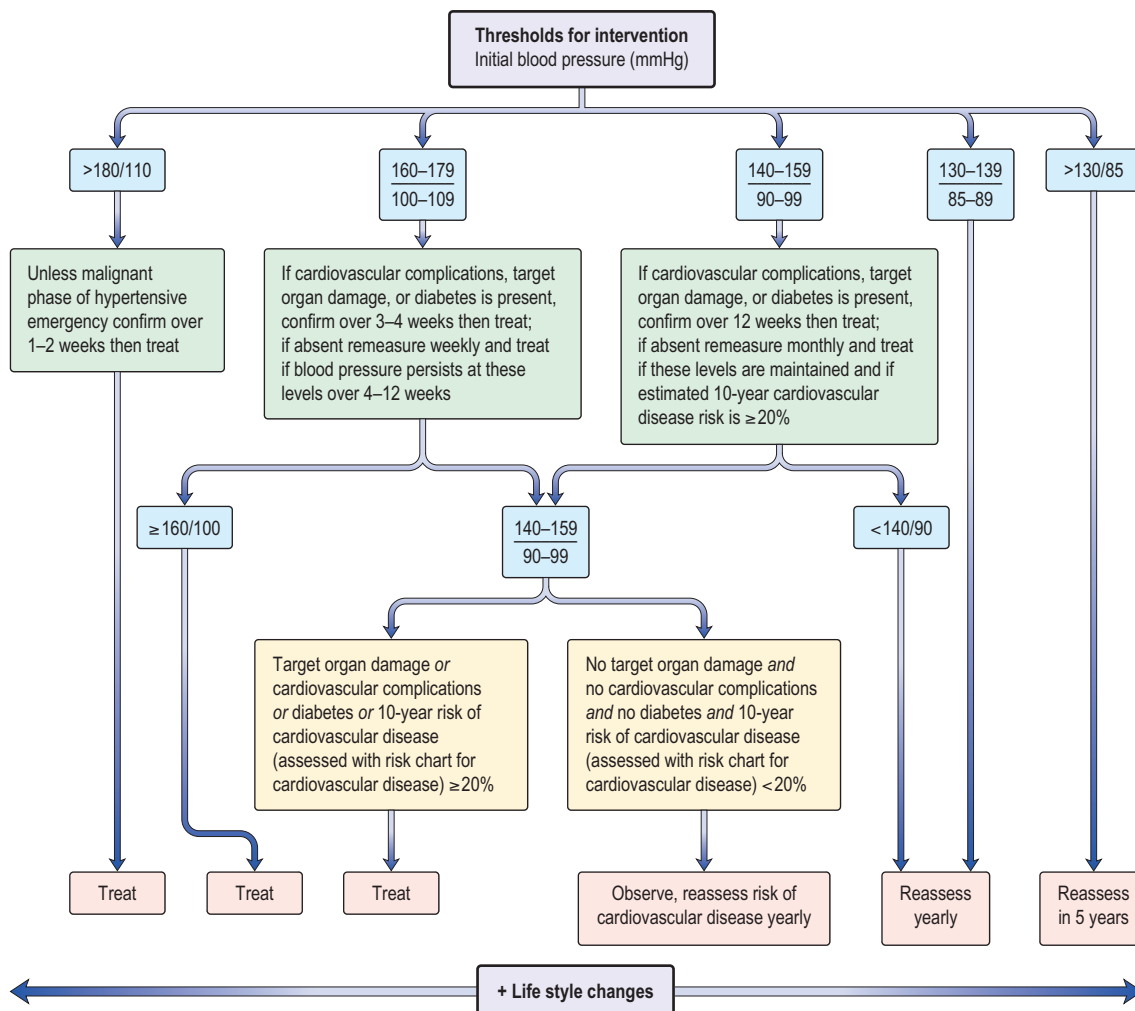 Thresholds for intervention
Initial blood pressure (mmHg)
>180/110
160–179
100–109
140–159
90–99
130–139
85–89
>130/85
Unless malignant
phase of hypertensive
emergency confirm over
1–2 weeks then treat
If cardiovascular complications, target
organ damage, or diabetes is present,
confirm over 3–4 weeks then treat;
if absent remeasure weekly and treat
if blood pressure persists at these
levels over 4–12 weeks
If cardiovascular complications, target
organ damage, or diabetes is present,
confirm over 12 weeks then treat;
if absent remeasure monthly and treat
if these levels are maintained and if
estimated 10-year cardiovascular
disease risk is ≥20%
≥160/100
140–159
90–99
<140/90
Target organ damage or
cardiovascular complications
or diabetes or 10-year risk of
cardiovascular disease
(assessed with risk chart for
cardiovascular disease) ≥20%
No target organ damage and
no cardiovascular complications
and no diabetes and 10-year
risk of cardiovascular disease
(assessed with risk chart for
cardiovascular disease) <20%
Treat
Treat
Treat
Observe, reassess risk of
cardiovascular disease yearly
Reassess
yearly
Reassess
in 5 years
+ Life style changes